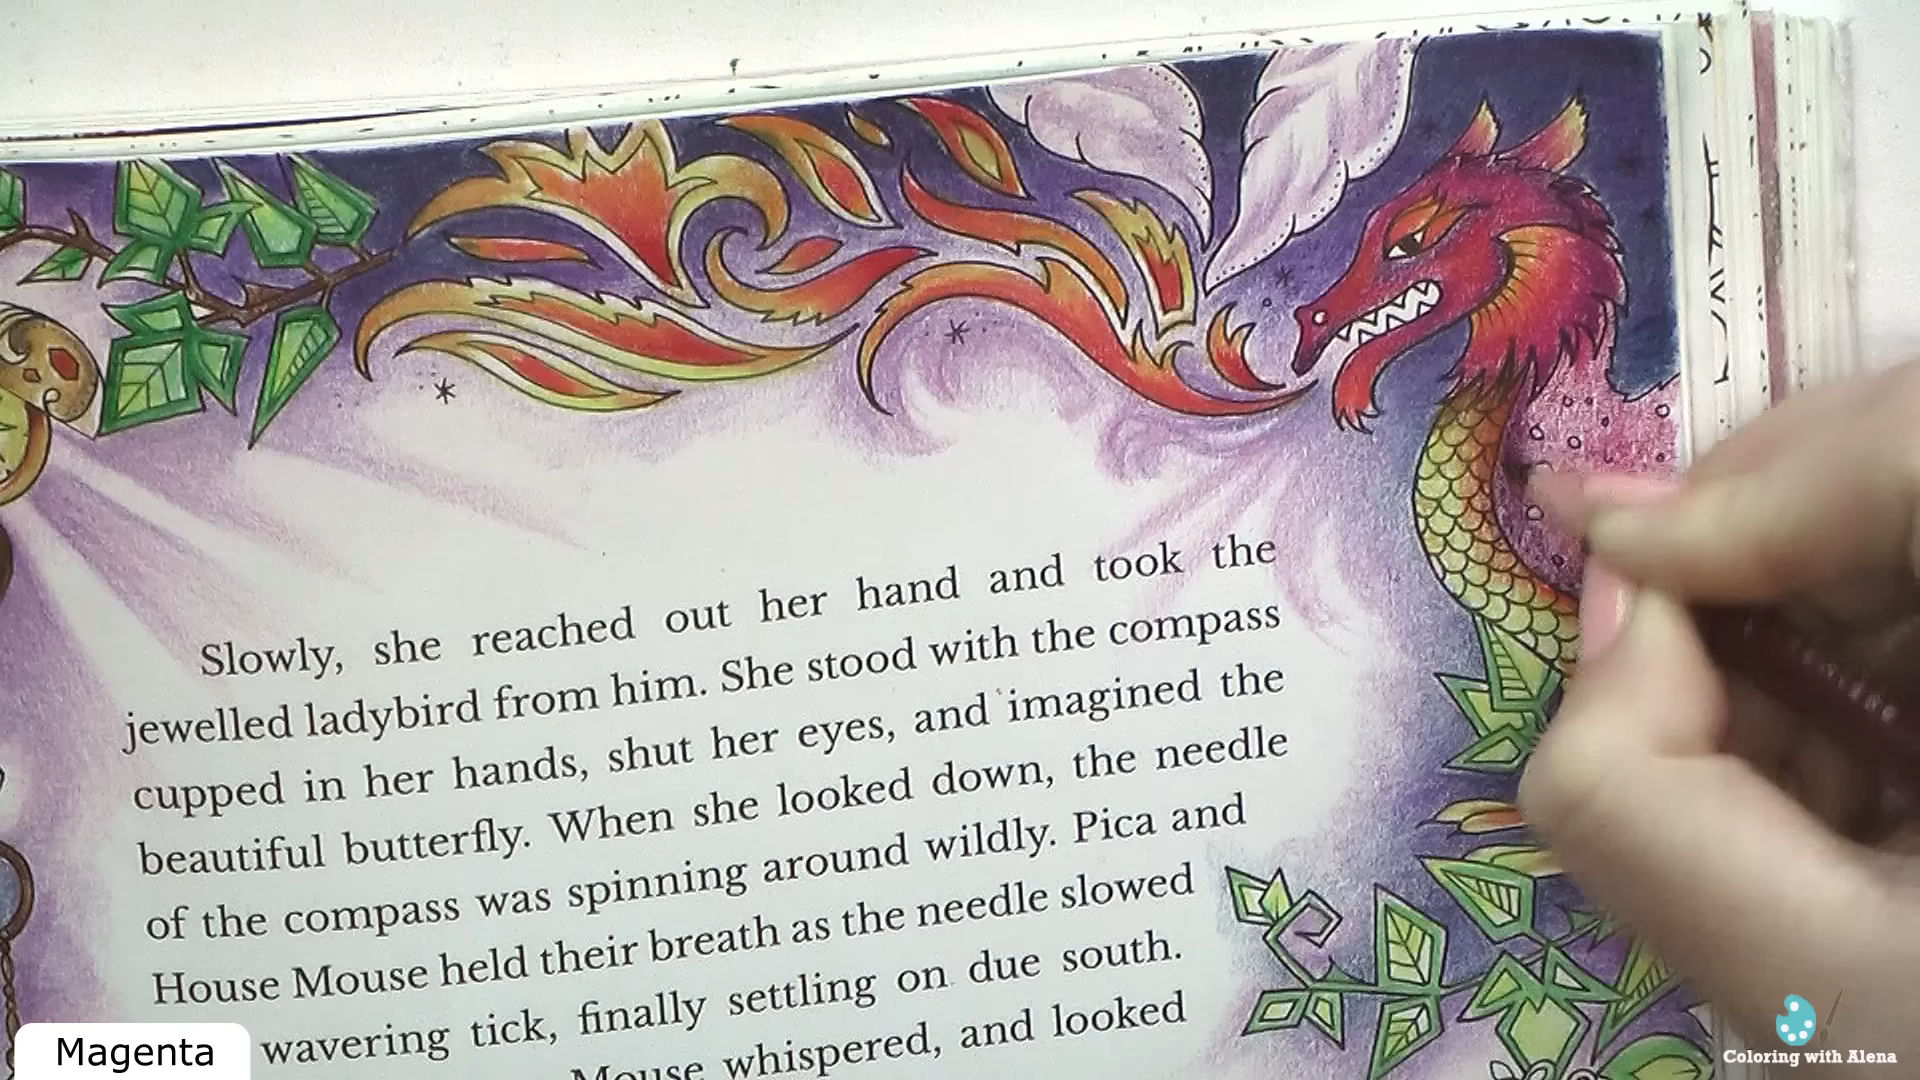 Slowly, she reached out her hand and took the
jewelled ladybird from him. She stood with the compass
cupped in her hands, shut her eyes, and imagined the
beautiful butterfly. When she looked down, the needle
of the compass was spinning around wildly. Pica and
House Mouse held their breath as the needle slowed
wavering tick, finally settling on due south.
Mouse whispered, and looked
Magenta
Coloring with Alena